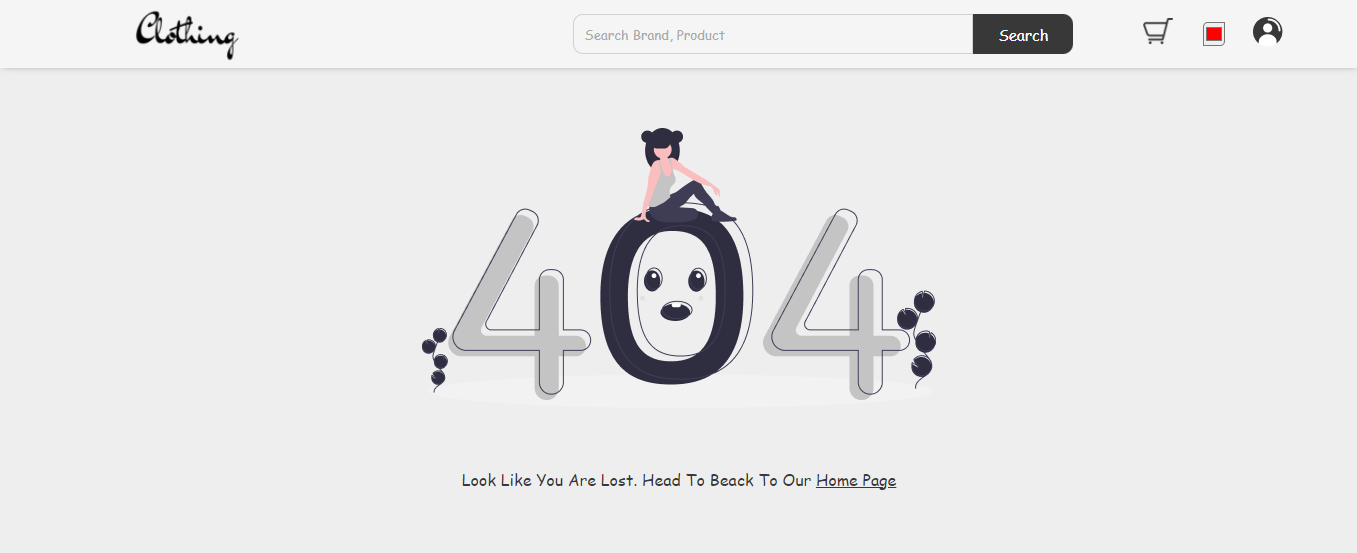 Clothing
Search Brand, Product
Search
404
Look Like You Are Lost. Head To Beack To Our Home Page